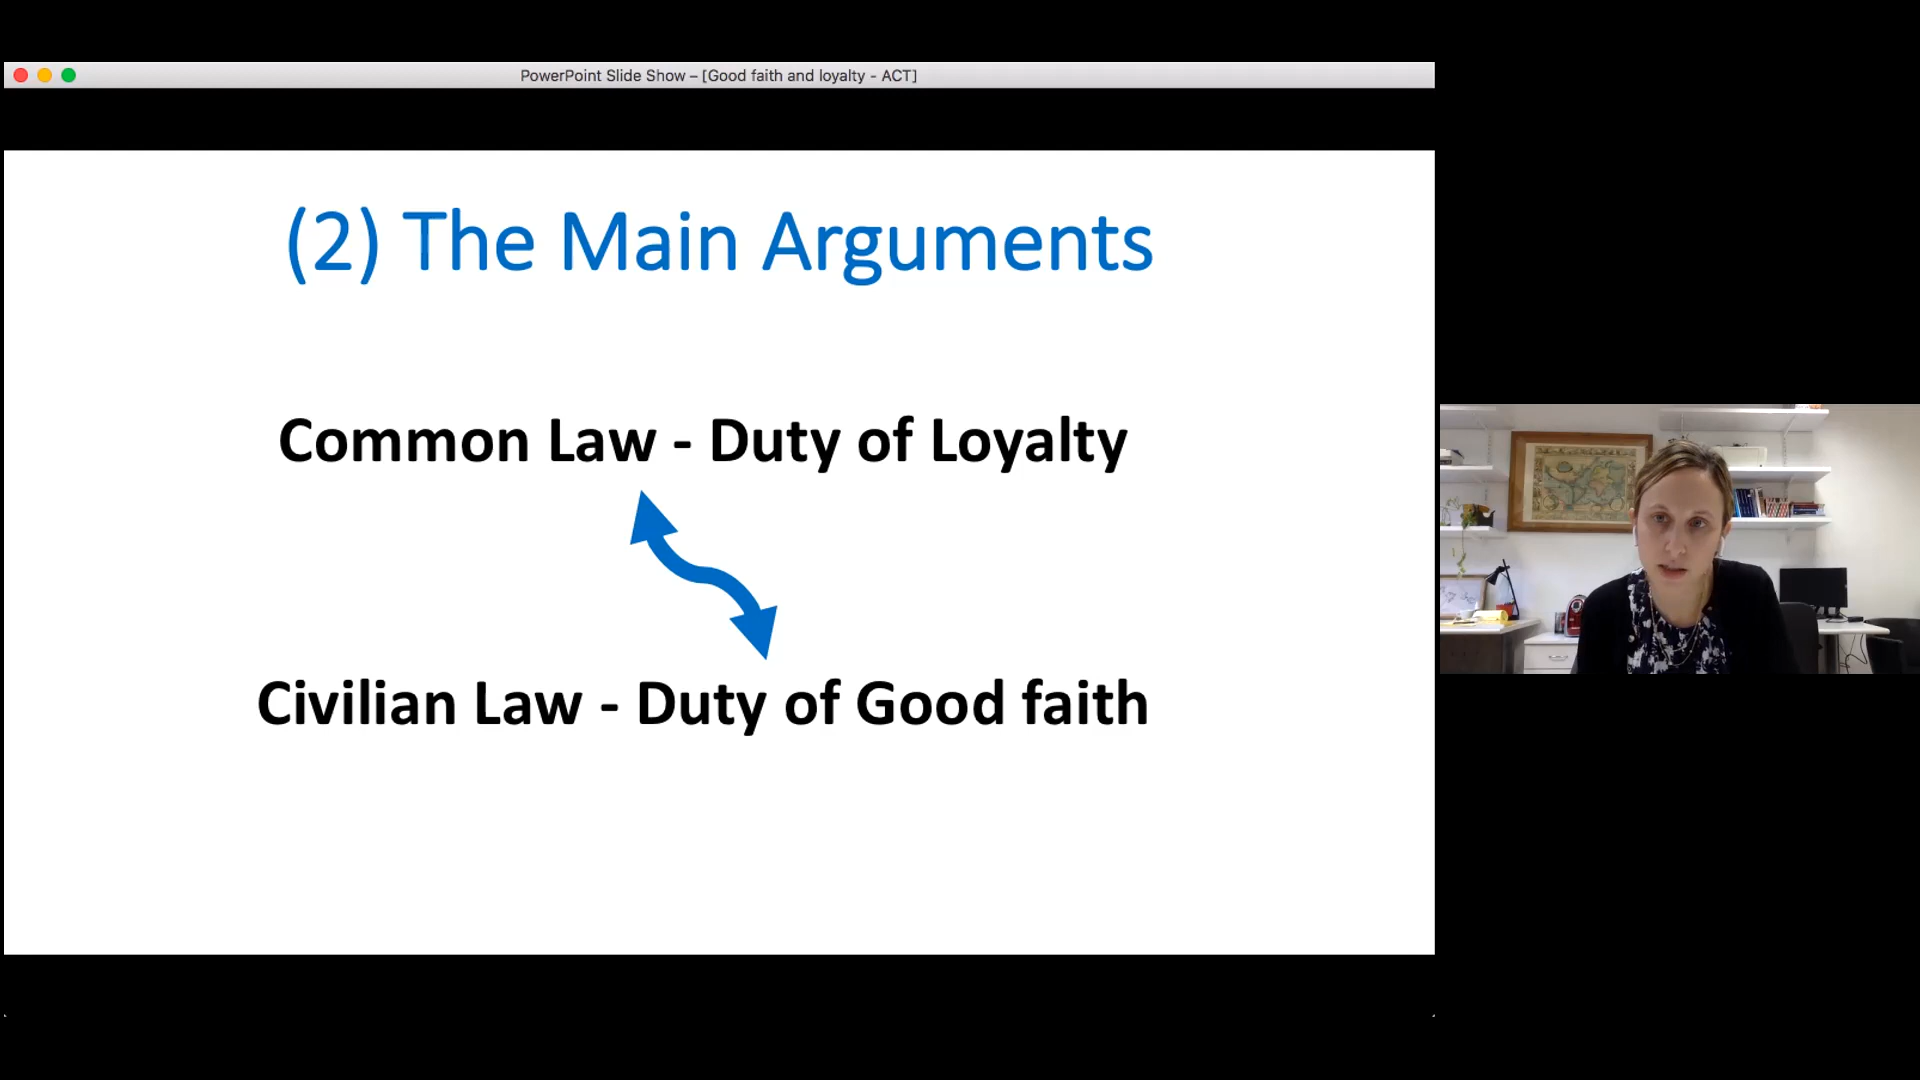 PowerPoint Slide Show – [Good faith and loyalty - ACT]
(2) The Main Arguments
Common Law - Duty of Loyalty
Civilian Law - Duty of Good faith